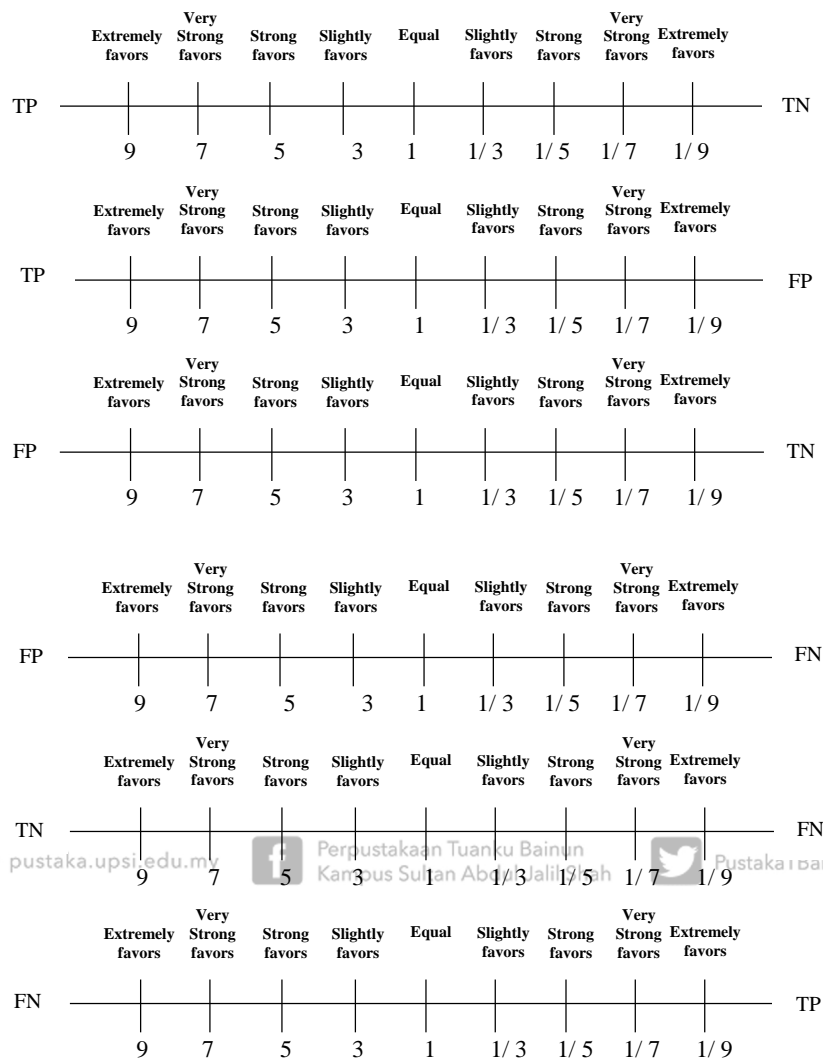 Extremely favors Very Strong favors Strong favors Slightly favors Equal Slightly favors Strong favors Very Strong favors Extremely favors
TP TN
9 7 5 3 1 1/ 3 1/ 5 1/ 7 1/ 9
Extremely favors Very Strong favors Strong favors Slightly favors Equal Slightly favors Strong favors Very Strong favors Extremely favors
TP FP
9 7 5 3 1 1/ 3 1/ 5 1/ 7 1/ 9
Extremely favors Very Strong favors Strong favors Slightly favors Equal Slightly favors Strong favors Very Strong favors Extremely favors
FP TN
9 7 5 3 1 1/ 3 1/ 5 1/ 7 1/ 9
Extremely favors Very Strong favors Strong favors Slightly favors Equal Slightly favors Strong favors Very Strong favors Extremely favors
FP FN
9 7 5 3 1 1/ 3 1/ 5 1/ 7 1/ 9
Extremely favors Very Strong favors Strong favors Slightly favors Equal Slightly favors Strong favors Very Strong favors Extremely favors
TN FN
pustaka.upsi.edu.my Perpustakaan Tuanku Bainun
Kampus Sultan Abdul Jalil Shah
9 7 5 3 1 1/ 3 1/ 5 1/ 7 1/ 9
Extremely favors Very Strong favors Strong favors Slightly favors Equal Slightly favors Strong favors Very Strong favors Extremely favors
FN TP
9 7 5 3 1 1/ 3 1/ 5 1/ 7 1/ 9